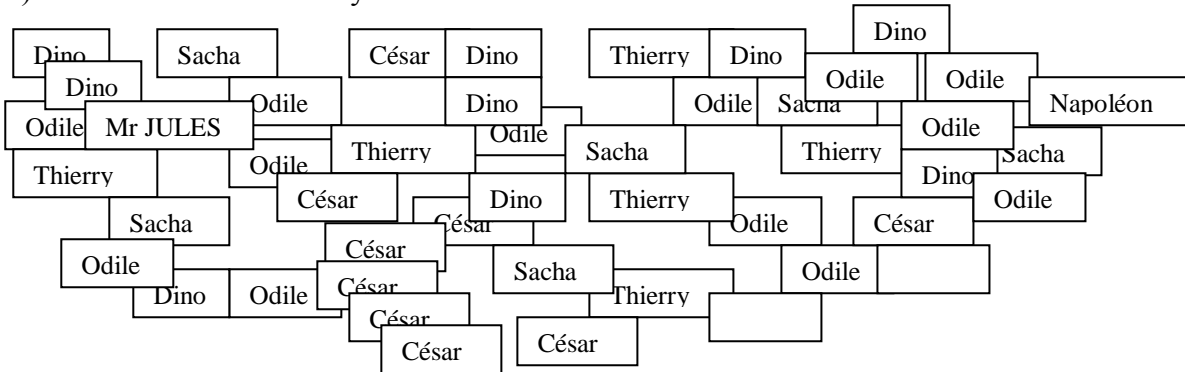 Dino
Dino Sacha César Dino Thierry Dino
Dino Odile Odile
Odile Dino Odile Sacha Napoléon
Odile Mr JULES Odile Odile
Thierry Sacha Thierry Sacha
Thierry Odile Dino
César Dino Thierry Odile
Sacha César Odile César
César
Odile Sacha Odile
Dino Odile César Thierry
César
César César